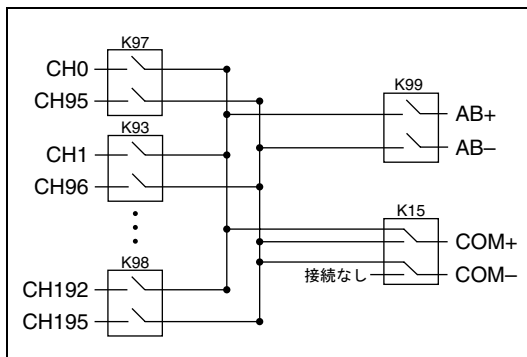 K97
CH0
CH95
K93
CH1
CH96
K98
CH192
CH195
K99
AB+
AB–
K15
COM+
接続なし
COM–